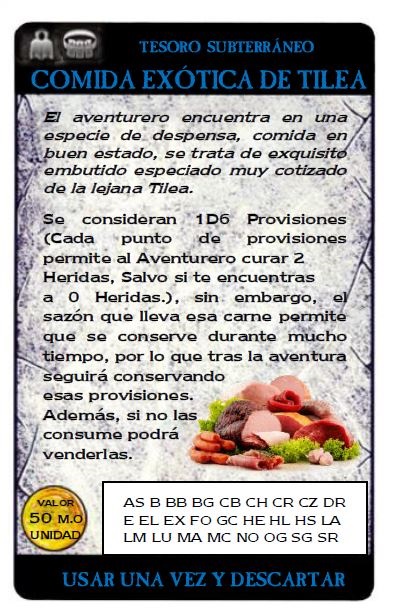 TESORO SUBTERRÁNEO
COMIDA EXÓTICA DE TILEA
El aventurero encuentra en una
especie de despensa, comida en
buen estado, se trata de exquisito
embutido especiado muy cotizado
de la lejana Tilea.
Se consideran 1D6 Provisiones
(Cada punto de provisiones
permite al Aventurero curar 2
Heridas, Salvo si te encuentras
a 0 Heridas.), sin embargo, el
sazón que lleva esa carne permite
que se conserve durante mucho
tiempo, por lo que tras la aventura
seguirá conservando
esas provisiones.
Además, si no las
consume podrá
venderlas.
VALOR
50 M.O
UNIDAD
AS B BB BG CB CH CR CZ DR
E EL EX FO GC HE HL HS LA
LM LU MA MC NO OG SG SR
USAR UNA VEZ Y DESCARTAR